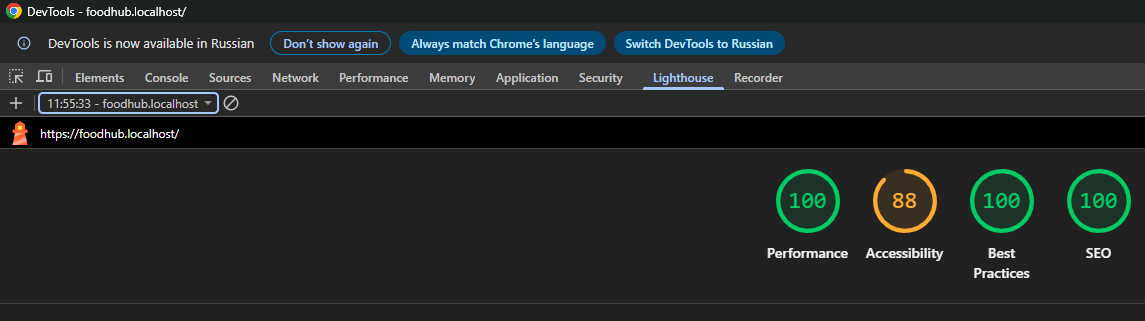 DevTools - foodhub.localhost/
DevTools is now available in Russian Don't show again Always match Chrome's language Switch DevTools to Russian
Elements Console Sources Network Performance Memory Application Security Lighthouse Recorder
11:55:33 - foodhub.localhost
https://foodhub.localhost/
100 88 100 100
Performance Accessibility Best Practices SEO